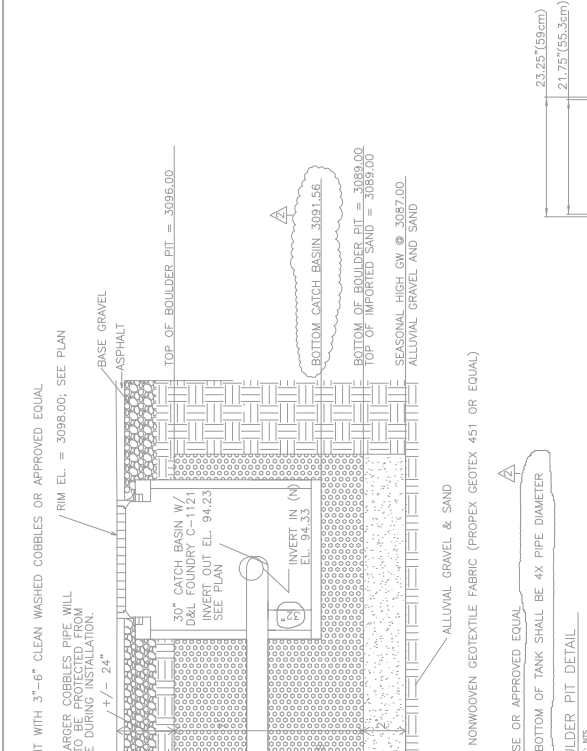 IT WITH 3"-6" CLEAN WASHED COBBLES OR APPROVED EQUAL
RIM EL. = 3098.00; SEE PLAN
ARGER COBBLES PIPE WILL
TO BE PROTECTED FROM
E DURING INSTALLATION.
+/- 24"
BASE GRAVEL
ASPHALT
TOP OF BOULDER PIT = 3096.00
30" CATCH BASIN W/
D&L FOUNDRY C-1121
INVERT OUT EL. 94.23
SEE PLAN
INVERT IN (N)
EL. 94.33
2
BOTTOM CATCH BASIIN 3091.56
BOTTOM OF BOULDER PIT = 3089.00
TOP OF IMPORTED SAND = 3089.00
SEASONAL HIGH GW @ 3087.00
ALLUVIAL GRAVEL AND SAND
2'
ALLUVIAL GRAVEL & SAND
NONWOOVEN GEOTEXTILE FABRIC (PROPEX GEOTEX 451 OR EQUAL)
SE OR APPROVED EQUAL
2
BOTTOM OF TANK SHALL BE 4X PIPE DIAMETER
LDER PIT DETAIL
23.25"(59cm)
21.75"(55.3cm)